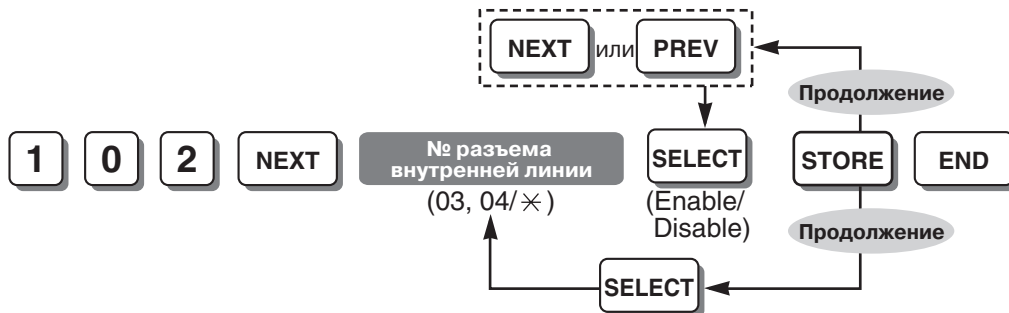 NEXT или PREV
Продолжение
1 0 2 NEXT № разъема внутренней линии SELECT STORE END
(03, 04/✳)
(Enable/
Disable)
Продолжение
SELECT